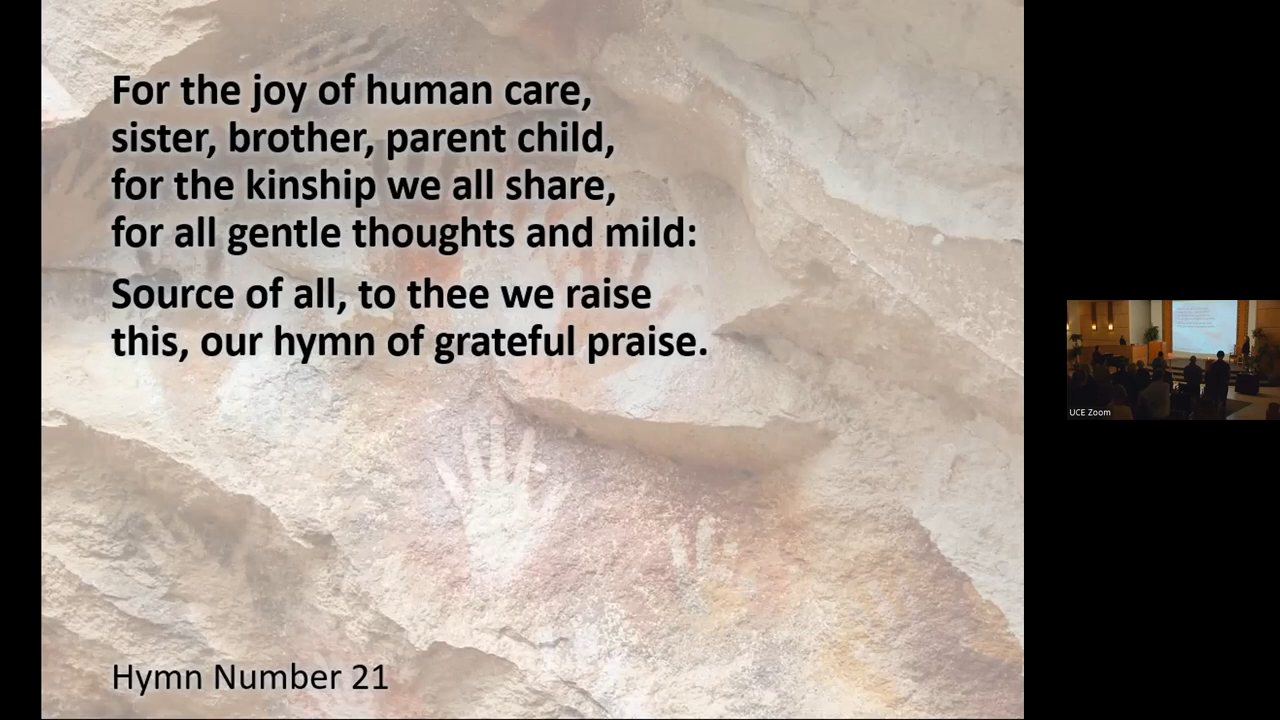 For the joy of human care,
sister, brother, parent child,
for the kinship we all share,
for all gentle thoughts and mild:
Source of all, to thee we raise
this, our hymn of grateful praise.
Hymn Number 21
UCE Zoom